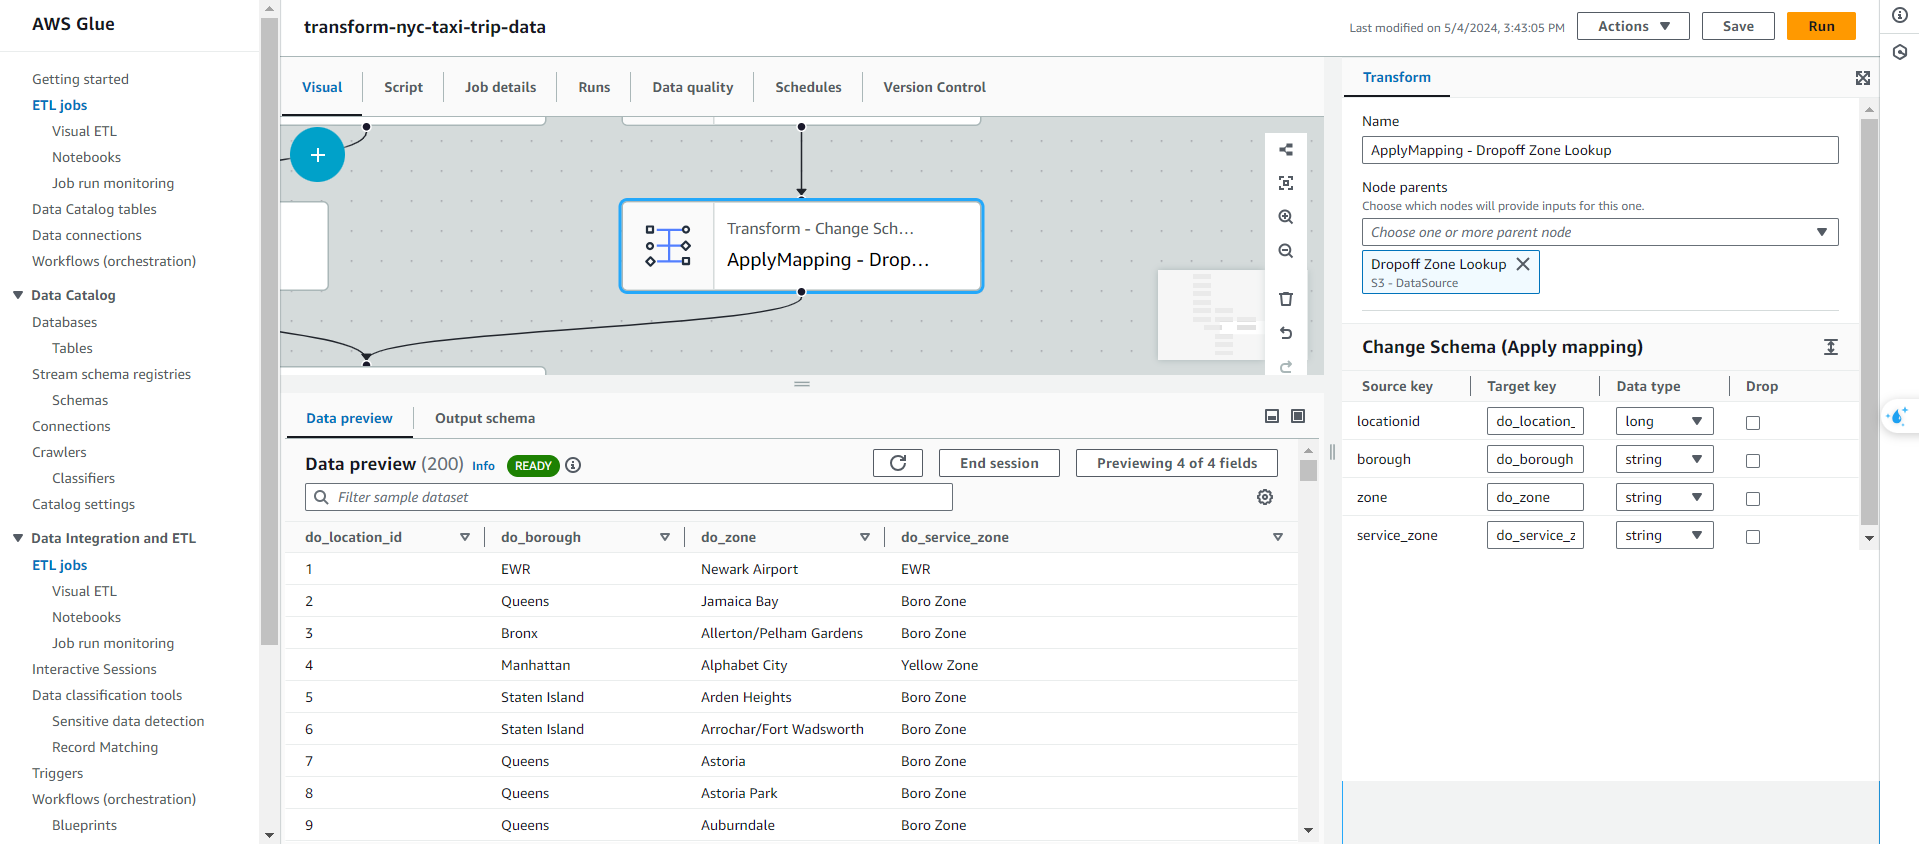 AWS Glue
Getting started
ETL jobs
Visual ETL
Notebooks
Job run monitoring
Data Catalog tables
Data connections
Workflows (orchestration)
Data Catalog
Databases
Tables
Stream schema registries
Schemas
Connections
Crawlers
Classifiers
Catalog settings
Data Integration and ETL
ETL jobs
Visual ETL
Notebooks
Job run monitoring
Interactive Sessions
Data classification tools
Sensitive data detection
Record Matching
Triggers
Workflows (orchestration)
Blueprints
transform-nyc-taxi-trip-data
Last modified on 5/4/2024, 3:43:05 PM
Actions
Save
Run
Visual
Script
Job details
Runs
Data quality
Schedules
Version Control
Transform - Change Sch...
ApplyMapping - Drop...
Data preview
Output schema
Data preview (200) Info READY
End session
Previewing 4 of 4 fields
Filter sample dataset
do_location_id do_borough do_zone do_service_zone
1 EWR Newark Airport EWR
2 Queens Jamaica Bay Boro Zone
3 Bronx Allerton/Pelham Gardens Boro Zone
4 Manhattan Alphabet City Yellow Zone
5 Staten Island Arden Heights Boro Zone
6 Staten Island Arrochar/Fort Wadsworth Boro Zone
7 Queens Astoria Boro Zone
8 Queens Astoria Park Boro Zone
9 Queens Auburndale Boro Zone
Transform
Name
ApplyMapping - Dropoff Zone Lookup
Node parents
Choose which nodes will provide inputs for this one.
Choose one or more parent node
Dropoff Zone Lookup
S3 - DataSource
Change Schema (Apply mapping)
Source key Target key Data type Drop
locationid do_location_ long
borough do_borough string
zone do_zone string
service_zone do_service_z string